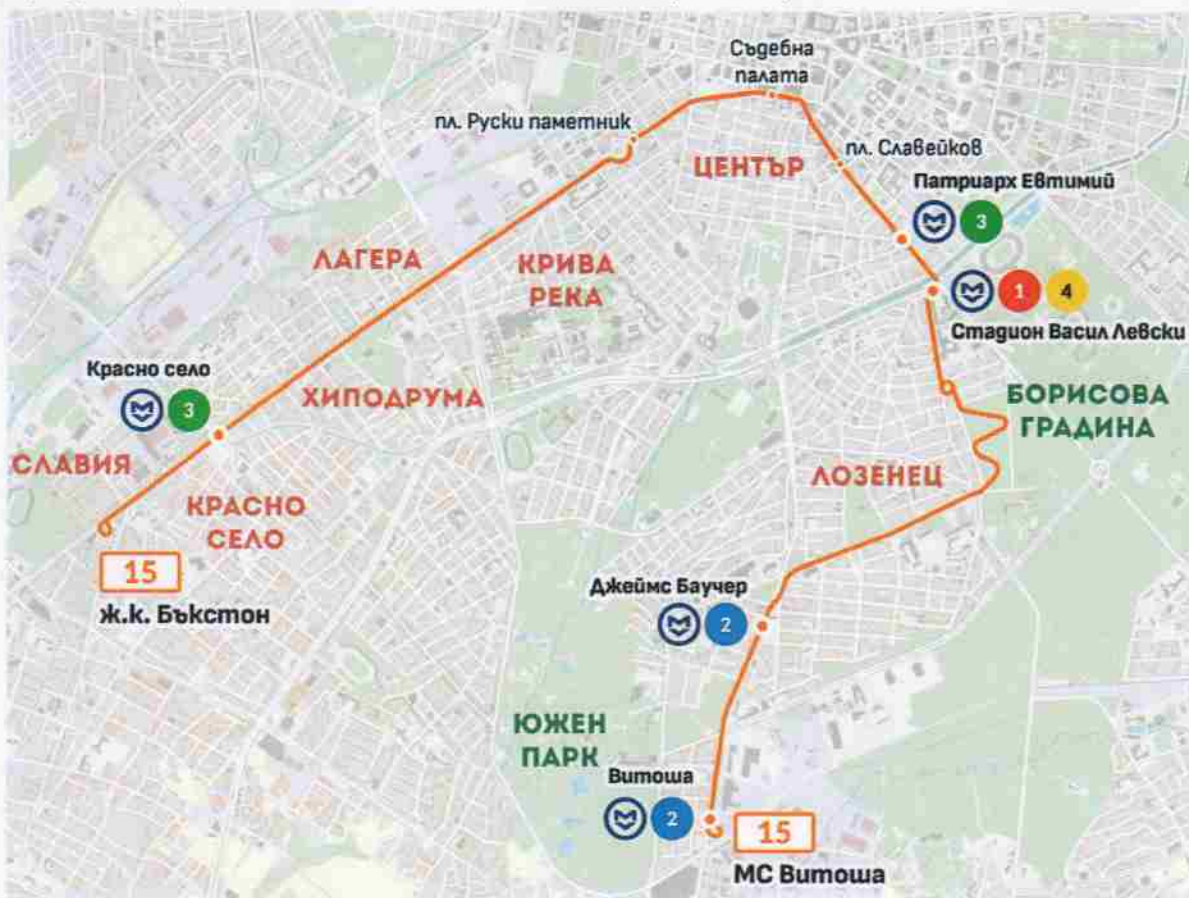 Съдебна
палата
пл. Руски паметник
пл. Славейков
ЦЕНТЪР
Патриарх Евтимий
3
ЛАГЕРА
КРИВА
РЕКА
1
4
Стадион Васил Левски
Красно село
3
ХИПОДРУМА
БОРИСОВА
ГРАДИНА
СЛАВИЯ
ЛОЗЕНЕЦ
КРАСНО
СЕЛО
15
ж.к. Бъкстон
Джеймс Баучер
2
ЮЖЕН
ПАРК
Витоша
2
15
МС Витоша